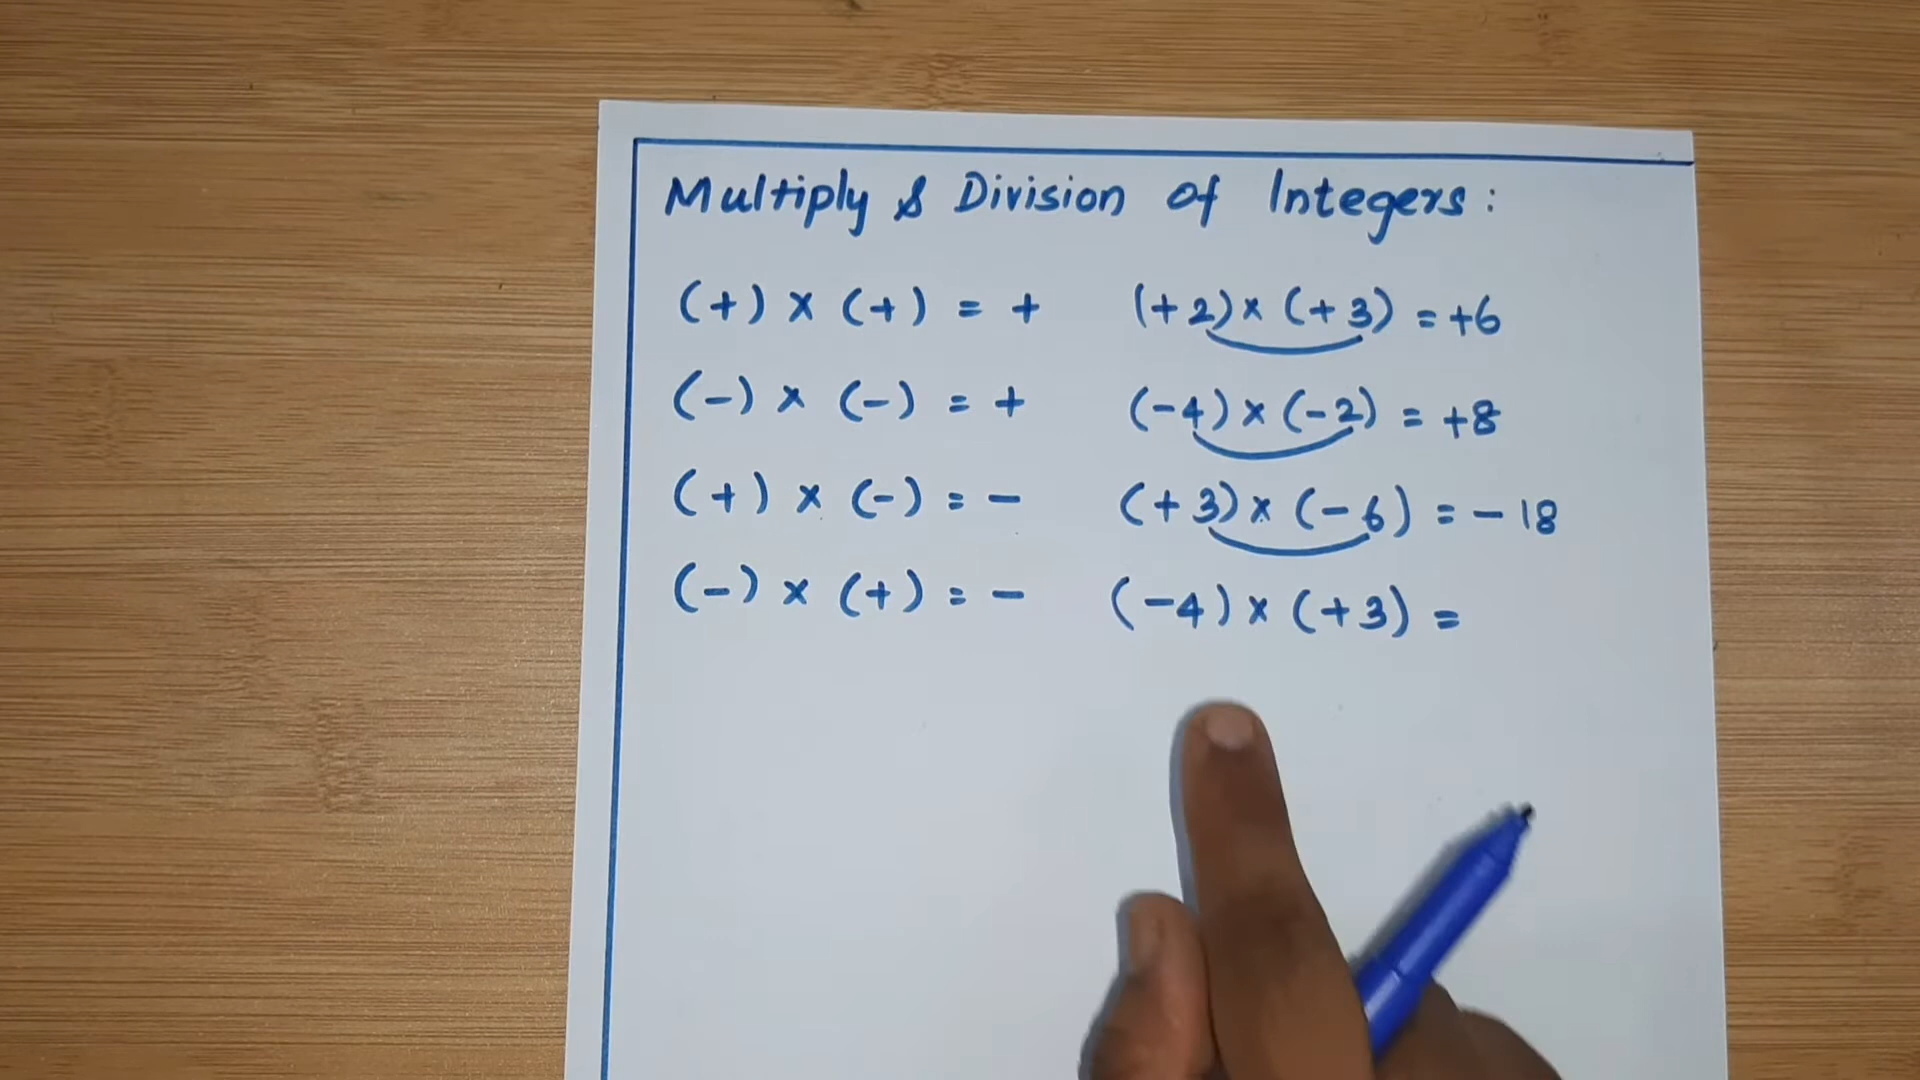 Multiply & Division of Integers:
(+) × (+) = + (+2)× (+3) = +6
(-) × (-) = + (-4)×(-2) = +8
(+) × (-) = - (+3)× (-6) = -18
(-) × (+) = - (-4)× (+3) =